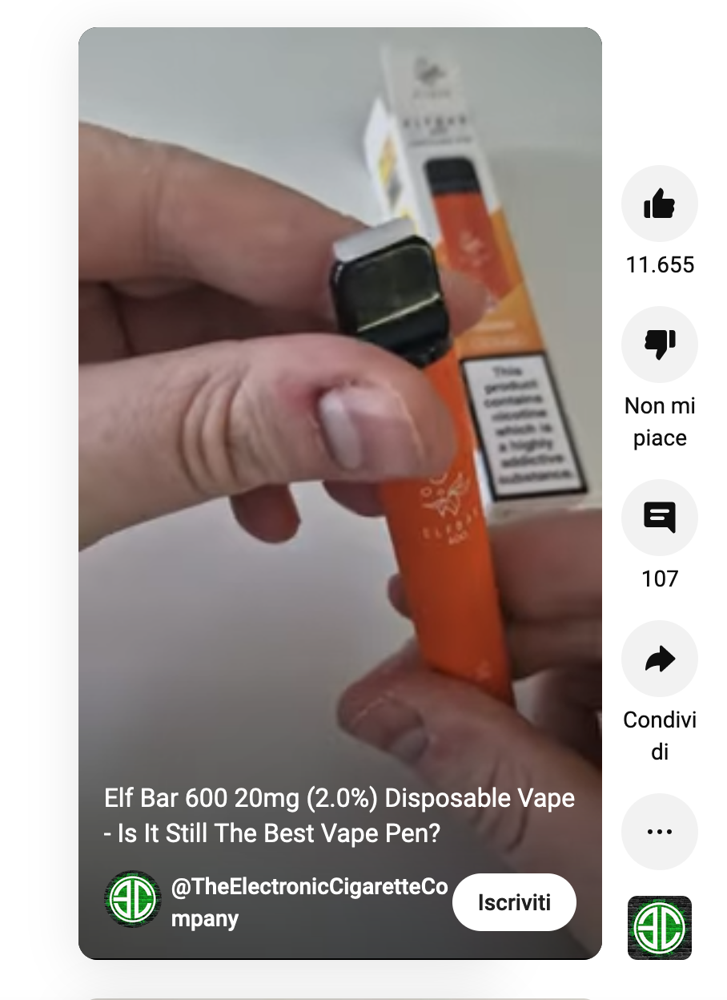 ELFBAR
This
product
contains
nicotine
which is
a highly
addictive
substance.
ELFBAR
600
11.655
Non mi
piace
107
Condivi
di
Elf Bar 600 20mg (2.0%) Disposable Vape
- Is It Still The Best Vape Pen?
@TheElectronicCigaretteCo
mpany
Iscriviti